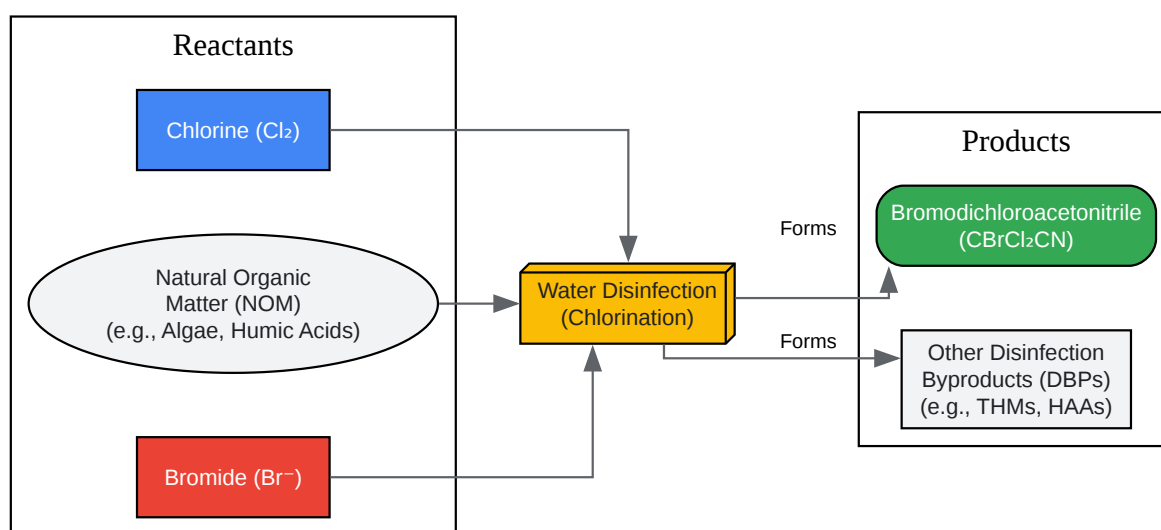 Reactants
Chlorine (Cl₂)
Natural Organic
Matter (NOM)
(e.g., Algae, Humic Acids)
Bromide (Br⁻)
Water Disinfection
(Chlorination)
Forms
Forms
Products
Bromodichloroacetonitrile
(CBrCl₂CN)
Other Disinfection
Byproducts (DBPs)
(e.g., THMs, HAAs)